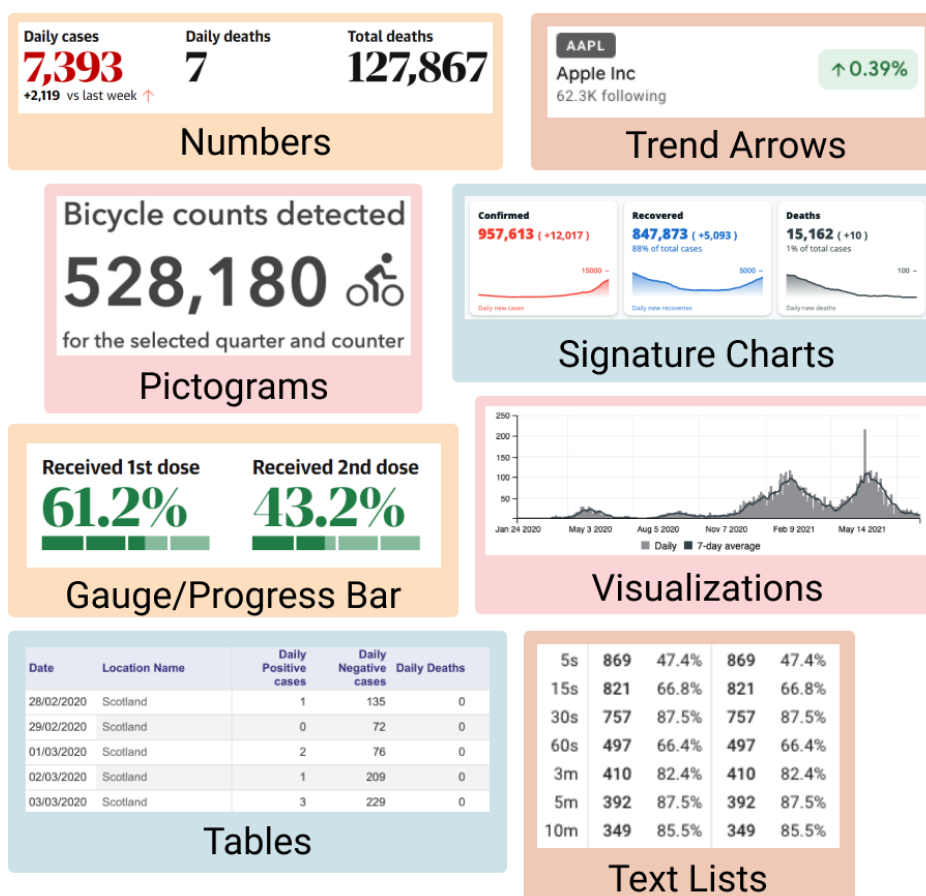 Daily cases
7,393
+2,119 vs last week ↑
Daily deaths
7
Total deaths
127,867
Numbers
AAPL
Apple Inc
62.3K following
↑0.39%
Trend Arrows
Bicycle counts detected
528,180
for the selected quarter and counter
Pictograms
Confirmed
957,613 ( +12,017 )
15000
Daily new cases
Recovered
847,873 ( +5,093 )
88% of total cases
5000
Daily new recoveries
Deaths
15,162 ( +10 )
1% of total cases
100
Daily new deaths
Signature Charts
Received 1st dose
61.2%
Received 2nd dose
43.2%
Gauge/Progress Bar
250
200
150
100
50
Jan 24 2020 May 3 2020 Aug 5 2020 Nov 7 2020 Feb 9 2021 May 14 2021
Daily 7-day average
Visualizations
Date Location Name Daily Positive cases Daily Negative cases Daily Deaths
28/02/2020 Scotland 1 135 0
29/02/2020 Scotland 0 72 0
01/03/2020 Scotland 2 76 0
02/03/2020 Scotland 1 209 0
03/03/2020 Scotland 3 229 0
Tables
5s 869 47.4% 869 47.4%
15s 821 66.8% 821 66.8%
30s 757 87.5% 757 87.5%
60s 497 66.4% 497 66.4%
3m 410 82.4% 410 82.4%
5m 392 87.5% 392 87.5%
10m 349 85.5% 349 85.5%
Text Lists